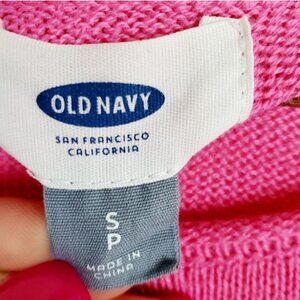 OLD NAVY
SAN FRANCISCO
CALIFORNIA
S
P
MADE IN
CHINA